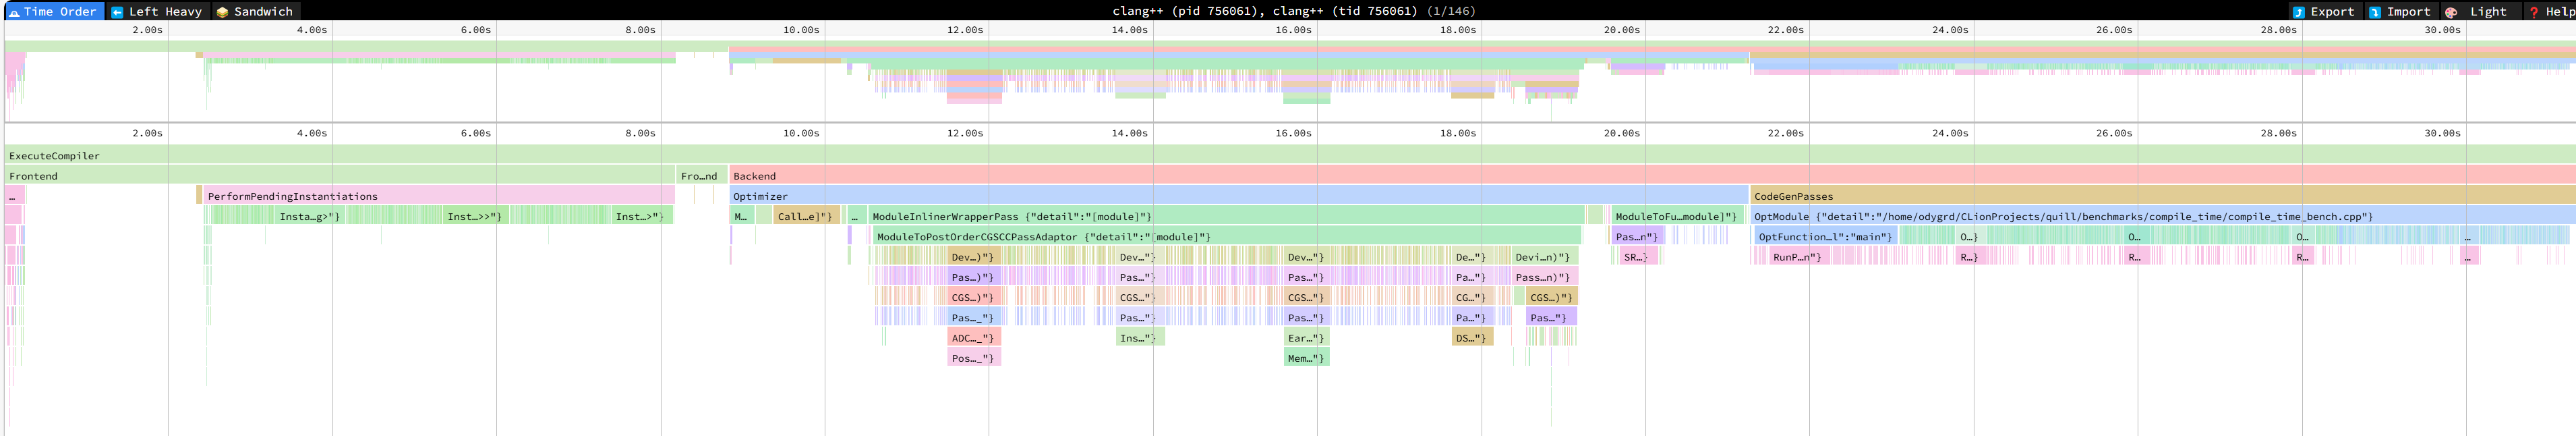 Time Order Left Heavy Sandwich clang++ (pid 756061), clang++ (tid 756061) (1/146) Export Import Light Help
2.00s 4.00s 6.00s 8.00s 10.00s 12.00s 14.00s 16.00s 18.00s 20.00s 22.00s 24.00s 26.00s 28.00s 30.00s
2.00s 4.00s 6.00s 8.00s 10.00s 12.00s 14.00s 16.00s 18.00s 20.00s 22.00s 24.00s 26.00s 28.00s 30.00s
ExecuteCompiler
Frontend Fro…nd Backend
… PerformPendingInstantiations Optimizer CodeGenPasses
Insta…g>"} Inst…>>"} Inst…>"} M… Call…e]"} … ModuleInlinerWrapperPass {"detail":"[module]"} ModuleToFu…module]"} OptModule {"detail":"/home/odygrd/CLionProjects/quill/benchmarks/compile_time/compile_time_bench.cpp"}
ModuleToPostOrderCGSCCPassAdaptor {"detail":"[module]"} Pas…n"} OptFunction…l":"main"} O…} O… O… …
Dev…)"} Dev…"} Dev…"} De…"} Devi…n)"} SR…} RunP…n"} R…} R… R… …
Pas…)"} Pas…"} Pas…"} Pa…"} Pass…n)"}
CGS…)"} CGS…"} CGS…"} CG…"} CGS…)"}
Pas…_"} Pas…"} Pas…"} Pa…"} Pas…"}
ADC…_"} Ins…"} Ear…"} DS…"}
Pos…_"} Mem…"}